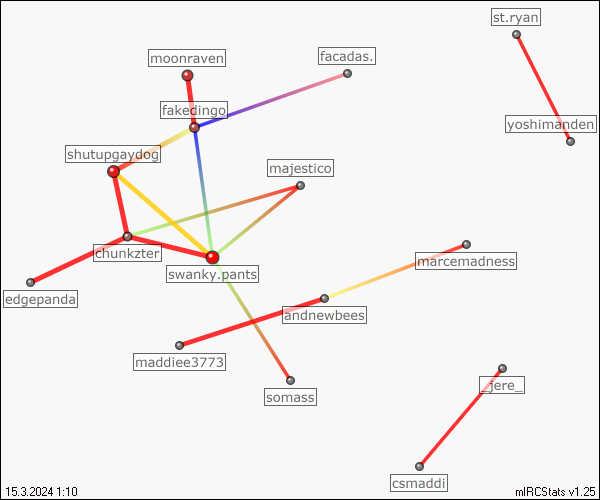 st.ryan
moonraven
facadas.
fakedingo
yoshimanden
shutupgaydog
majestico
chunkzter
marcemadness
swanky.pants
edgepanda
andnewbees
maddiee3773
_jere_
somass
csmaddi
15.3.2024 1:10
mIRCStats v1.25